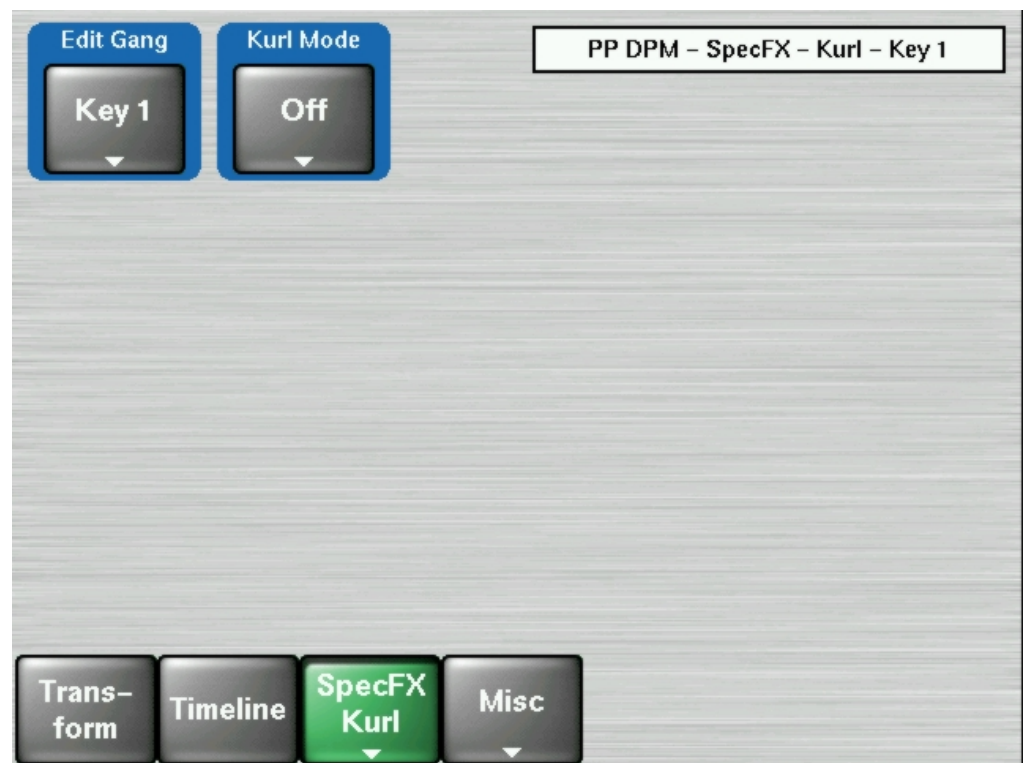 Edit Gang
Kurl Mode
PP DPM – SpecFX – Kurl – Key 1
Key 1
Off
Trans–
form
Timeline
SpecFX
Kurl
Misc